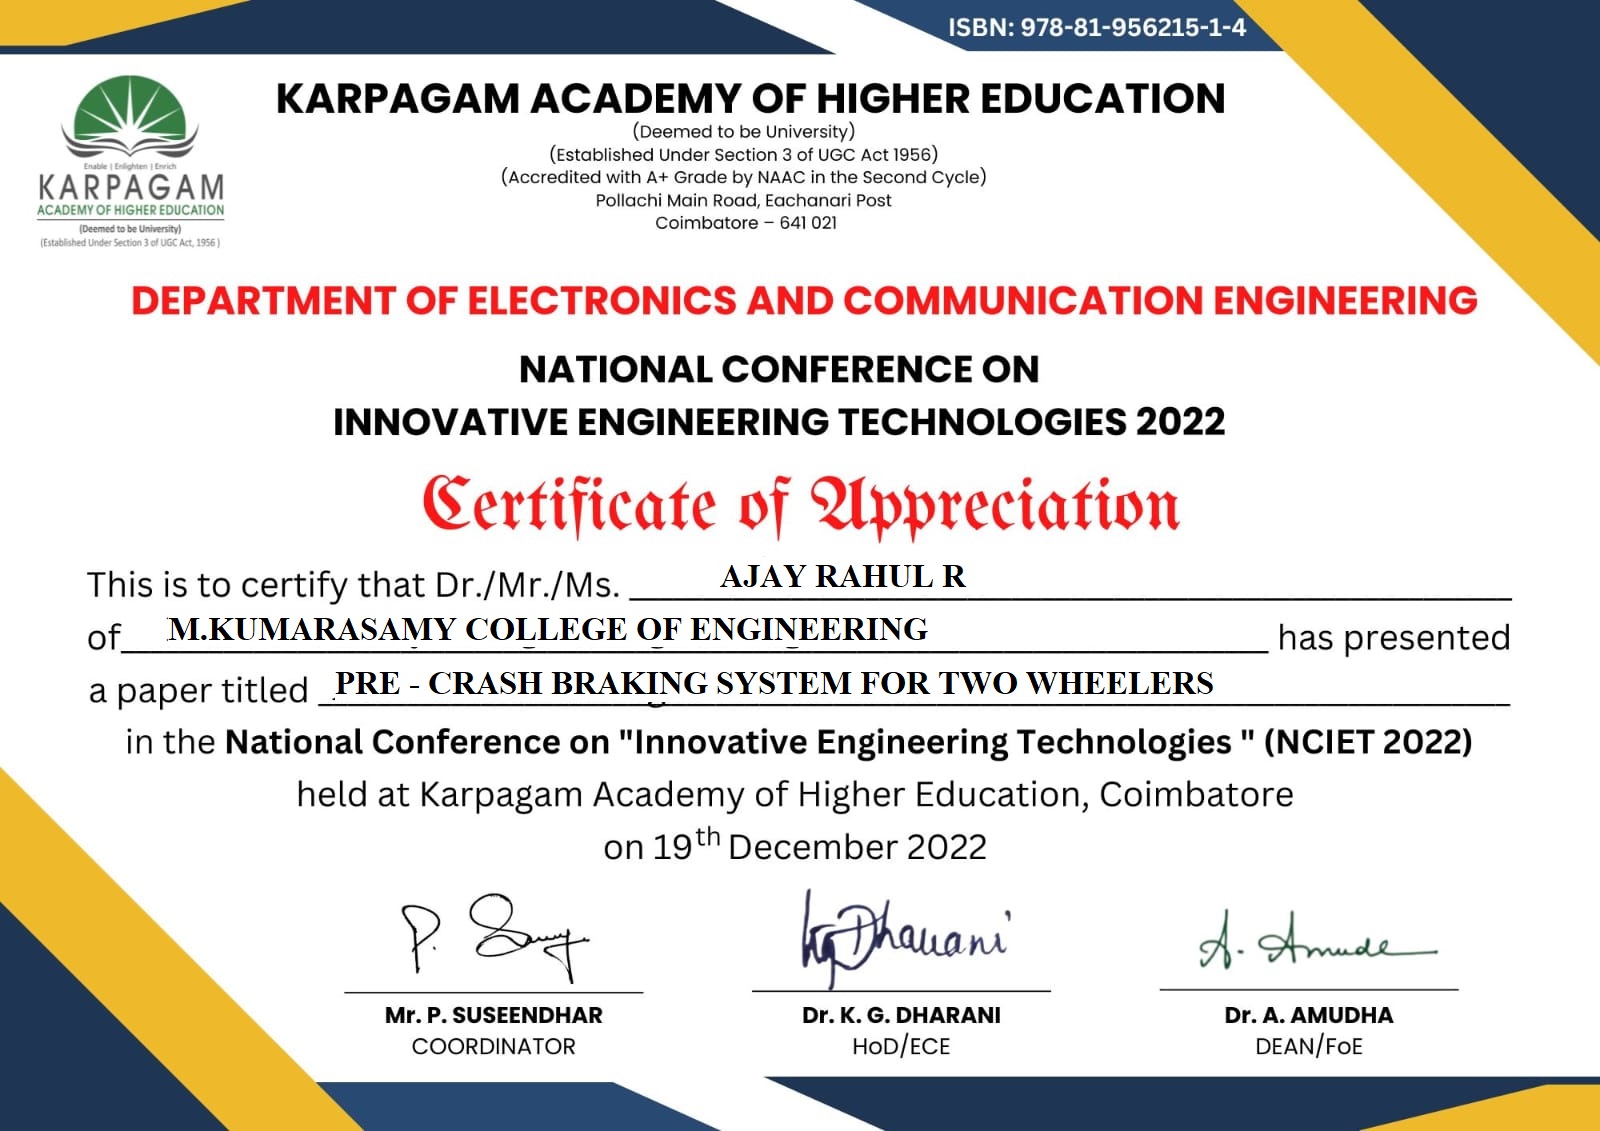 ISBN: 978-81-956215-1-4
KARPAGAM ACADEMY OF HIGHER EDUCATION
(Deemed to be University)
(Established Under Section 3 of UGC Act 1956)
(Accredited with A+ Grade by NAAC in the Second Cycle)
Pollachi Main Road, Eachanari Post
Coimbatore – 641 021
Enable | Enlighten | Enrich
KARPAGAM
ACADEMY OF HIGHER EDUCATION
(Deemed to be University)
(Established Under Section 3 of UGC Act, 1956 )
DEPARTMENT OF ELECTRONICS AND COMMUNICATION ENGINEERING
NATIONAL CONFERENCE ON
INNOVATIVE ENGINEERING TECHNOLOGIES 2022
Certificate of Appreciation
This is to certify that Dr./Mr./Ms. AJAY RAHUL R
of M.KUMARASAMY COLLEGE OF ENGINEERING has presented
a paper titled PRE - CRASH BRAKING SYSTEM FOR TWO WHEELERS
in the National Conference on "Innovative Engineering Technologies " (NCIET 2022)
held at Karpagam Academy of Higher Education, Coimbatore
on 19th December 2022
P. Samy
KG Dharani
A. Amude
Mr. P. SUSEENDHAR Dr. K. G. DHARANI Dr. A. AMUDHA
COORDINATOR HoD/ECE DEAN/FoE